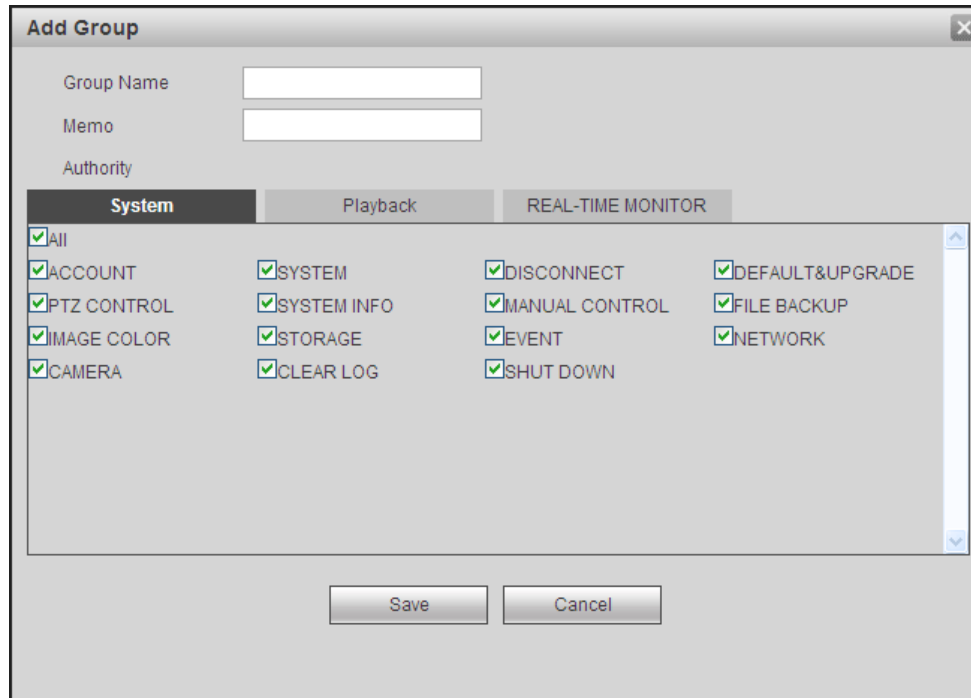 Add Group
Group Name
Memo
Authority
System Playback REAL-TIME MONITOR
All
ACCOUNT SYSTEM DISCONNECT DEFAULT&UPGRADE
PTZ CONTROL SYSTEM INFO MANUAL CONTROL FILE BACKUP
IMAGE COLOR STORAGE EVENT NETWORK
CAMERA CLEAR LOG SHUT DOWN
Save Cancel